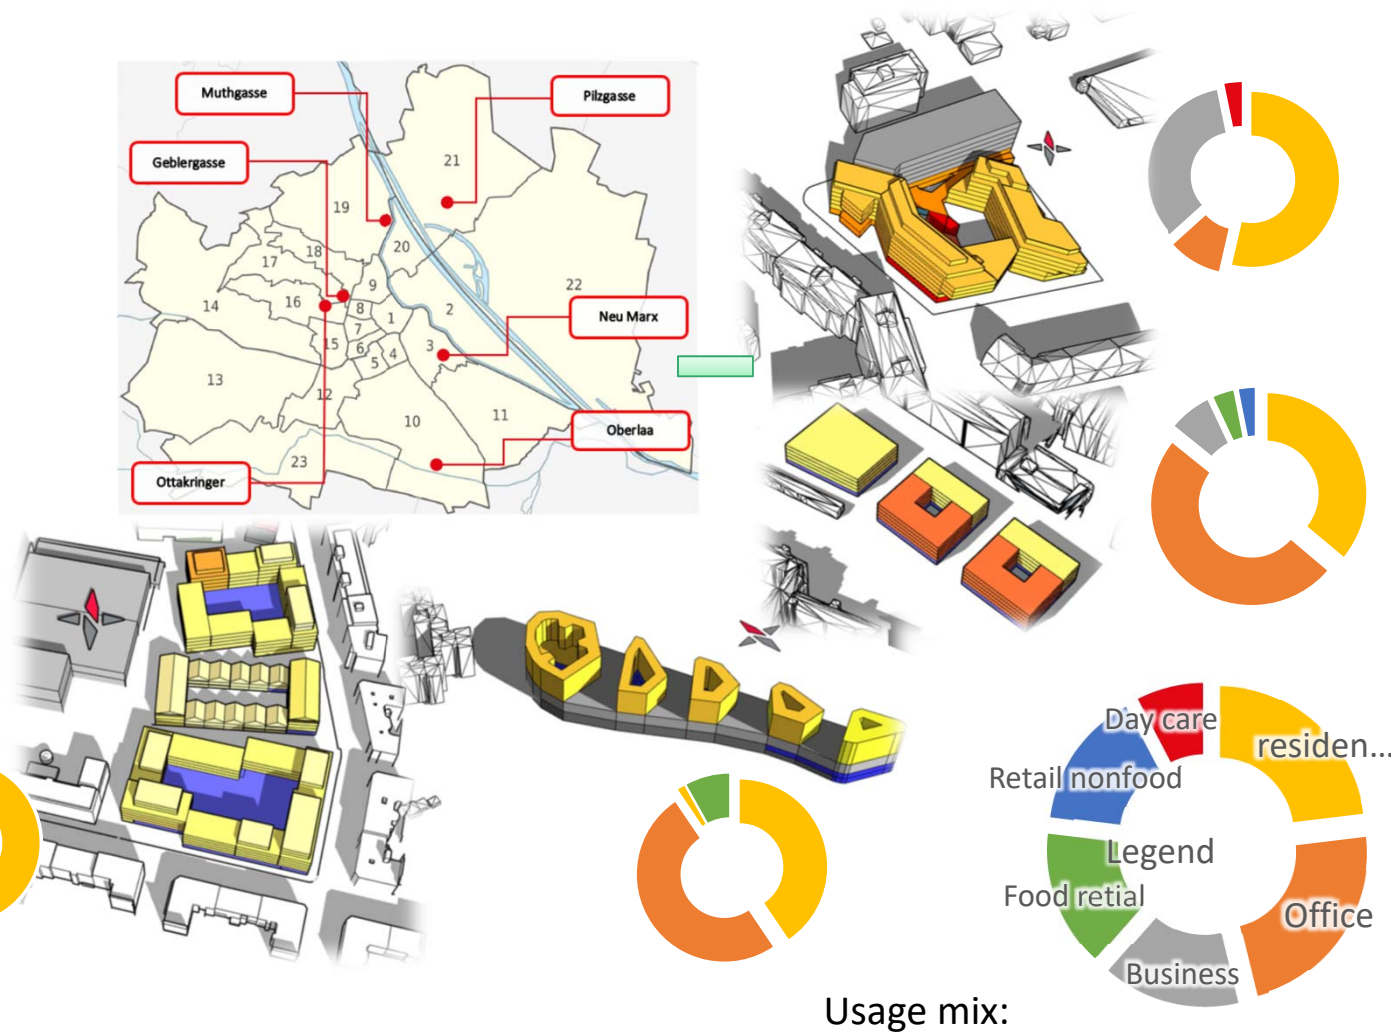 Muthgasse
Pilzgasse
Geblergasse
21
19
20
18
17
9
22
14
16
8
1
2
Neu Marx
7
15
6
3
5
4
13
12
10
11
Oberlaa
23
Ottakringer
Day care
residen...
Retail nonfood
Legend
Food retial
Office
Business
Usage mix: